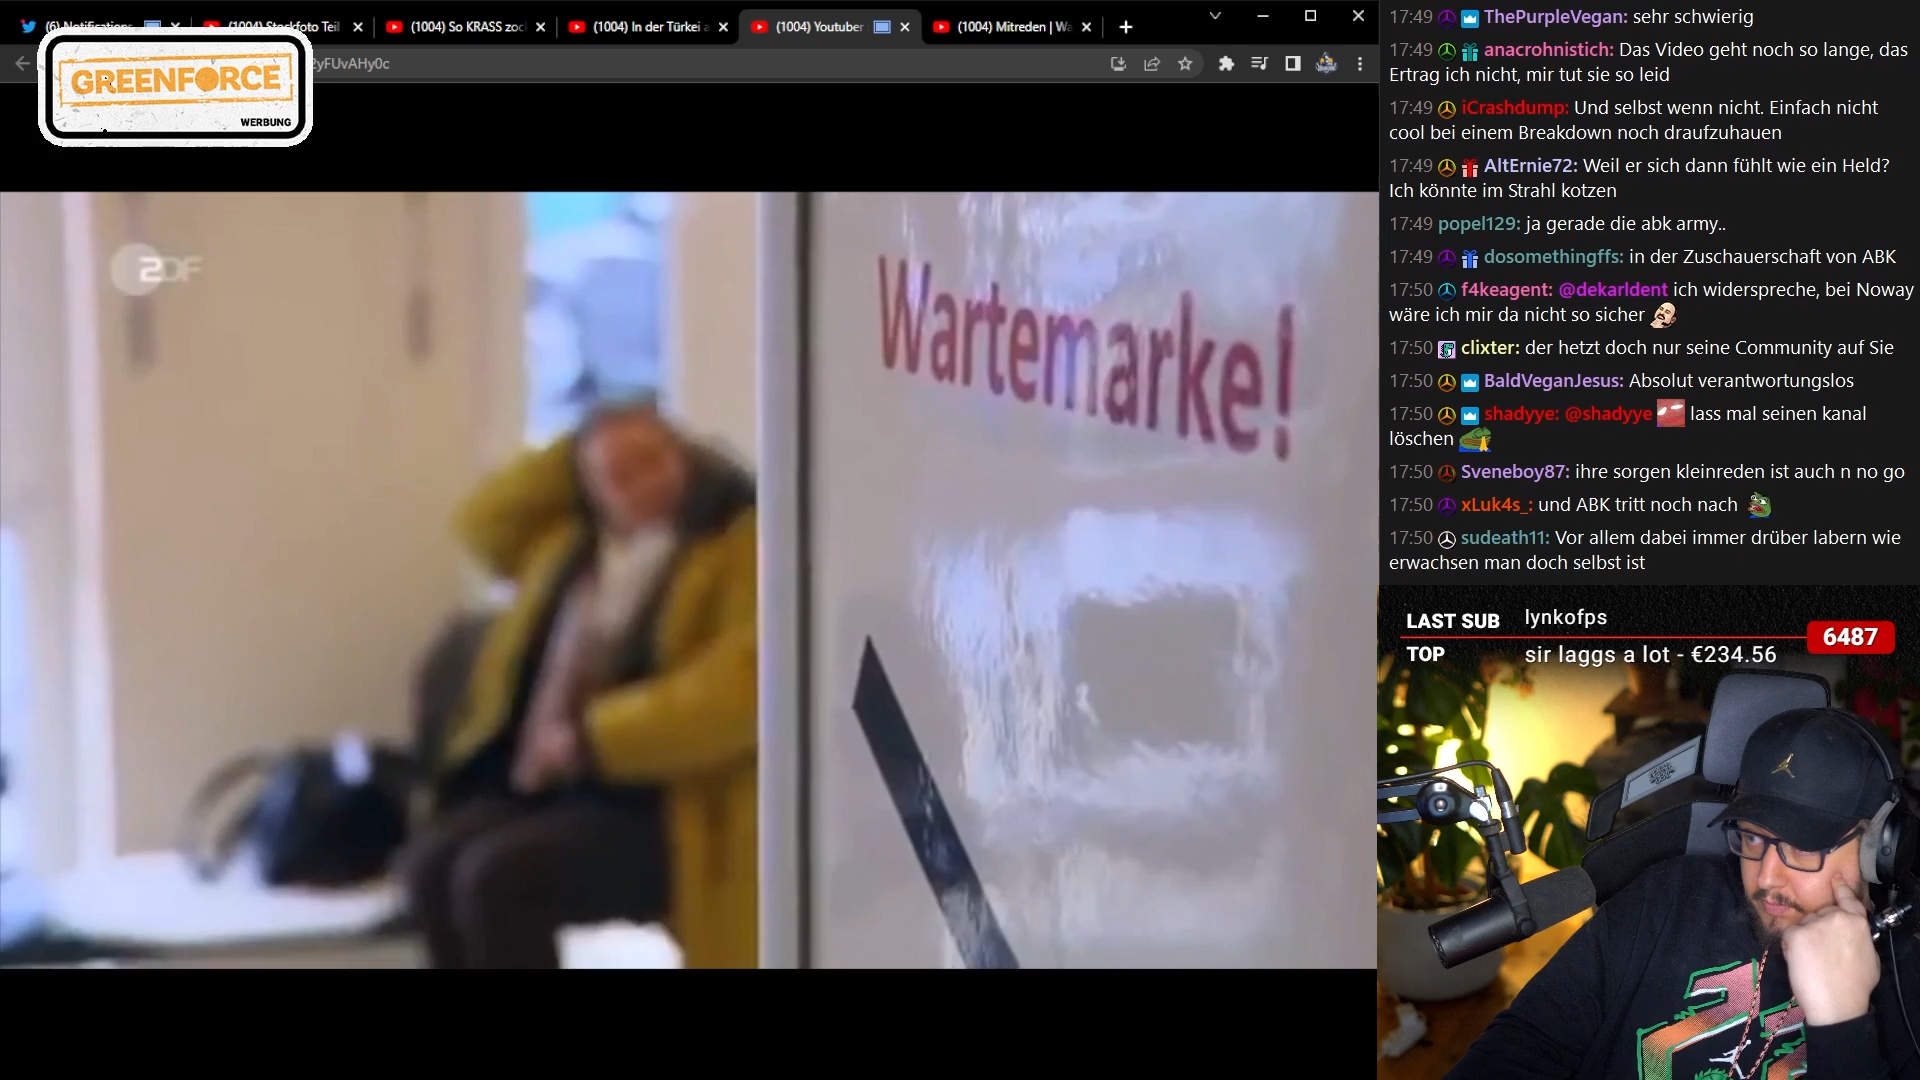 (6) Notifications
(1004) Stockfoto Teil
(1004) So KRASS zoc
(1004) In der Türkei a
(1004) Youtuber
(1004) Mitreden | Wa
2yFUvAHy0c
GREENFORCE
WERBUNG
ZDF
Wartemarke!
17:49 ThePurpleVegan: sehr schwierig
17:49 anacrohnistich: Das Video geht noch so lange, das
Ertrag ich nicht, mir tut sie so leid
17:49 iCrashdump: Und selbst wenn nicht. Einfach nicht
cool bei einem Breakdown noch draufzuhauen
17:49 AltErnie72: Weil er sich dann fühlt wie ein Held?
Ich könnte im Strahl kotzen
17:49 popel129: ja gerade die abk army..
17:49 dosomethingffs: in der Zuschauerschaft von ABK
17:50 f4keagent: @dekarldent ich widerspreche, bei Noway
wäre ich mir da nicht so sicher
17:50 clixter: der hetzt doch nur seine Community auf Sie
17:50 BaldVeganJesus: Absolut verantwortungslos
17:50 shadyye: @shadyye lass mal seinen kanal
löschen
17:50 Sveneboy87: ihre sorgen kleinreden ist auch n no go
17:50 xLuk4s_: und ABK tritt noch nach
17:50 sudeath11: Vor allem dabei immer drüber labern wie
erwachsen man doch selbst ist
LAST SUB lynkofps
6487
TOP sir laggs a lot - €234.56